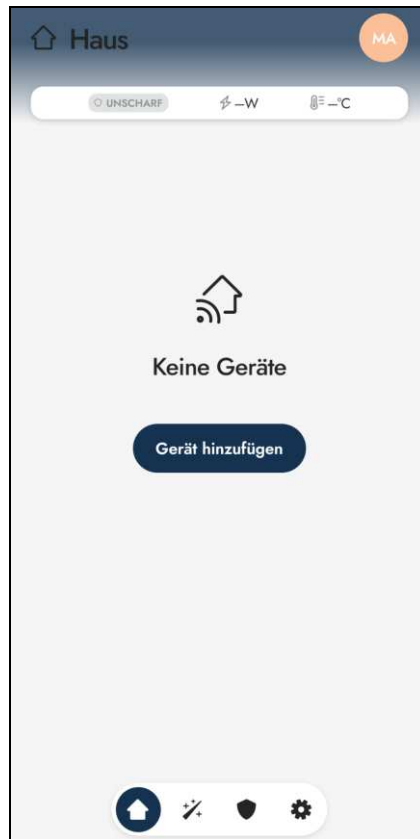 Haus
MA
UNSCHARF –W –°C
Keine Geräte
Gerät hinzufügen